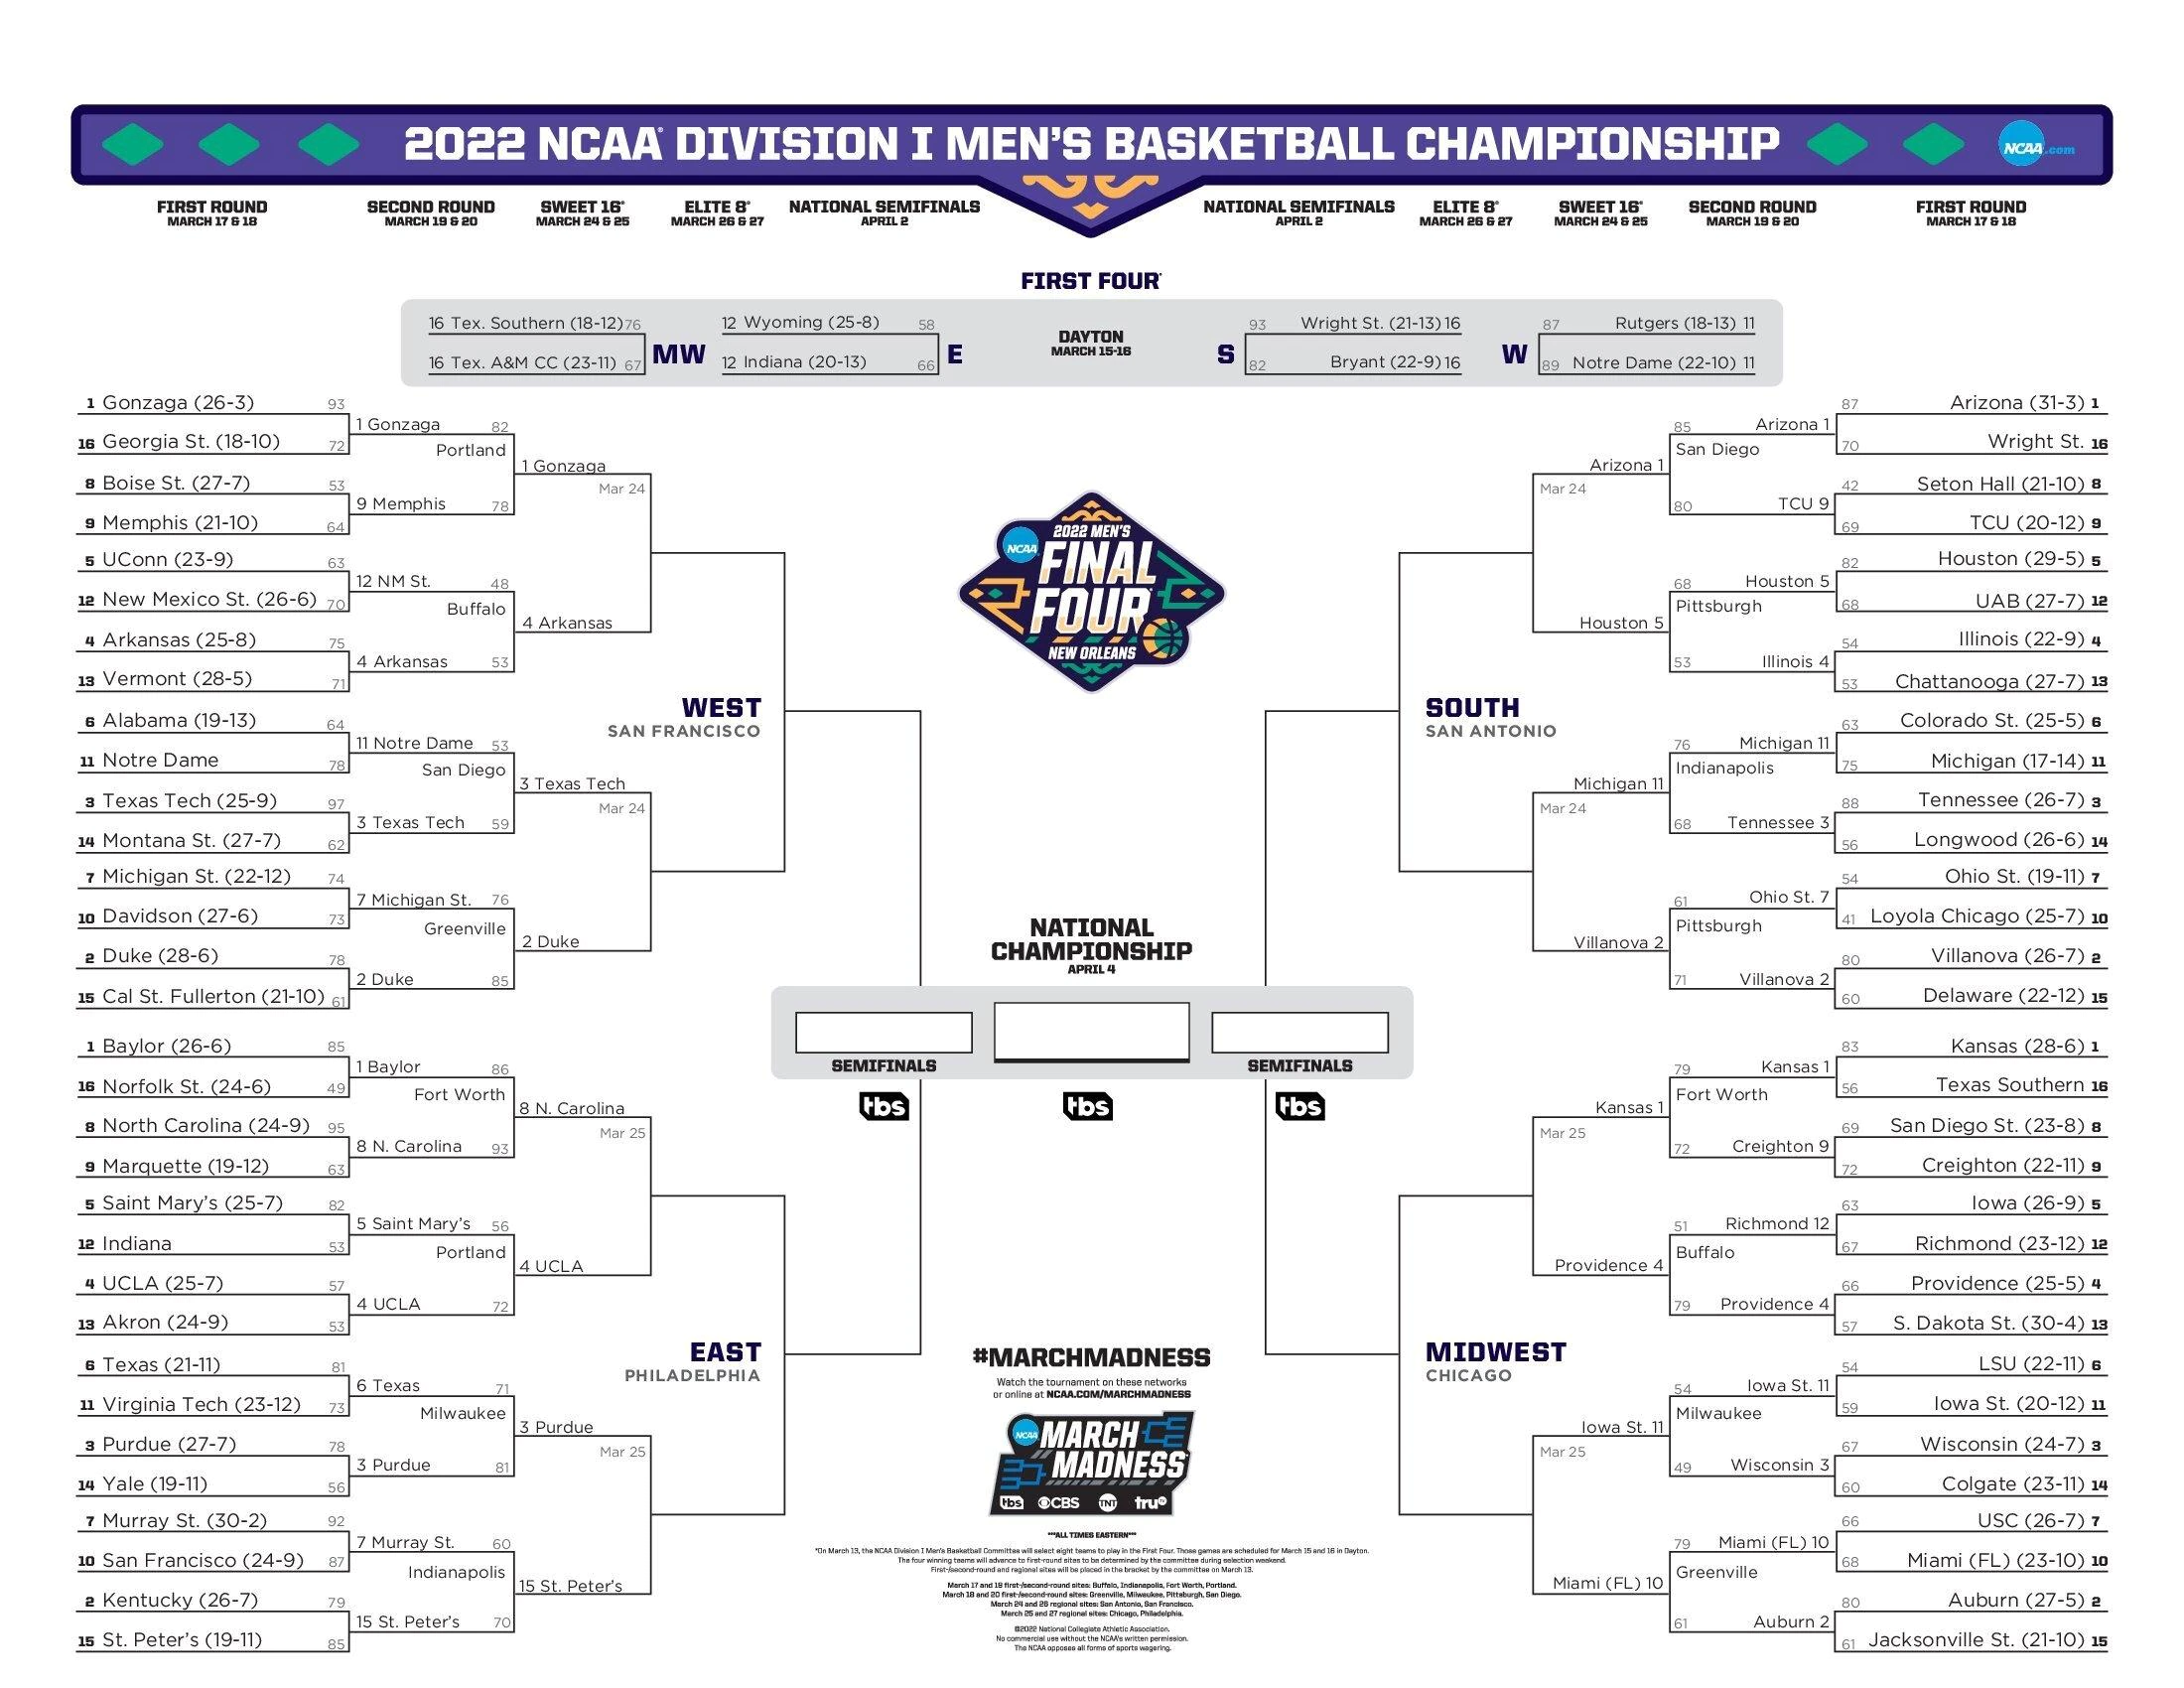 2022 NCAA® DIVISION I MEN'S BASKETBALL CHAMPIONSHIP
NCAA.com
FIRST ROUND
MARCH 17 & 18
SECOND ROUND
MARCH 19 & 20
SWEET 16®
MARCH 24 & 25
ELITE 8®
MARCH 26 & 27
NATIONAL SEMIFINALS
APRIL 2
NATIONAL SEMIFINALS
APRIL 2
ELITE 8®
MARCH 26 & 27
SWEET 16®
MARCH 24 & 25
SECOND ROUND
MARCH 19 & 20
FIRST ROUND
MARCH 17 & 18
FIRST FOUR®
16 Tex. Southern (18-12) 76
16 Tex. A&M CC (23-11) 67
MW
12 Wyoming (25-8) 58
12 Indiana (20-13) 66
E
DAYTON
MARCH 15-16
S
93 Wright St. (21-13) 16
82 Bryant (22-9) 16
W
87 Rutgers (18-13) 11
89 Notre Dame (22-10) 11
1 Gonzaga (26-3) 93
16 Georgia St. (18-10) 72
8 Boise St. (27-7) 53
9 Memphis (21-10) 64
5 UConn (23-9) 63
12 New Mexico St. (26-6) 70
4 Arkansas (25-8) 75
13 Vermont (28-5) 71
6 Alabama (19-13) 64
11 Notre Dame 78
3 Texas Tech (25-9) 97
14 Montana St. (27-7) 62
7 Michigan St. (22-12) 74
10 Davidson (27-6) 73
2 Duke (28-6) 78
15 Cal St. Fullerton (21-10) 61
1 Gonzaga 82
Portland
9 Memphis 78
12 NM St. 48
Buffalo
4 Arkansas 53
11 Notre Dame 53
San Diego
3 Texas Tech 59
7 Michigan St. 76
Greenville
2 Duke 85
1 Gonzaga
Mar 24
4 Arkansas
3 Texas Tech
Mar 24
2 Duke
WEST
SAN FRANCISCO
1 Baylor (26-6) 85
16 Norfolk St. (24-6) 49
8 North Carolina (24-9) 95
9 Marquette (19-12) 63
5 Saint Mary's (25-7) 82
12 Indiana 53
4 UCLA (25-7) 57
13 Akron (24-9) 53
6 Texas (21-11) 81
11 Virginia Tech (23-12) 73
3 Purdue (27-7) 78
14 Yale (19-11) 56
7 Murray St. (30-2) 92
10 San Francisco (24-9) 87
2 Kentucky (26-7) 79
15 St. Peter's (19-11) 85
1 Baylor 86
Fort Worth
8 N. Carolina 93
5 Saint Mary's 56
Portland
4 UCLA 72
6 Texas 71
Milwaukee
3 Purdue 81
7 Murray St. 60
Indianapolis
15 St. Peter's 70
8 N. Carolina
Mar 25
4 UCLA
3 Purdue
Mar 25
15 St. Peter's
EAST
PHILADELPHIA
NCAA
2022 MEN'S
FINAL
FOUR
NEW ORLEANS
NATIONAL
CHAMPIONSHIP
APRIL 4
SEMIFINALS
SEMIFINALS
tbs
tbs
tbs
87 Arizona (31-3) 1
70 Wright St. 16
42 Seton Hall (21-10) 8
69 TCU (20-12) 9
82 Houston (29-5) 5
68 UAB (27-7) 12
54 Illinois (22-9) 4
53 Chattanooga (27-7) 13
63 Colorado St. (25-5) 6
75 Michigan (17-14) 11
88 Tennessee (26-7) 3
56 Longwood (26-6) 14
54 Ohio St. (19-11) 7
41 Loyola Chicago (25-7) 10
80 Villanova (26-7) 2
60 Delaware (22-12) 15
85 Arizona 1
San Diego
80 TCU 9
68 Houston 5
Pittsburgh
53 Illinois 4
76 Michigan 11
Indianapolis
68 Tennessee 3
61 Ohio St. 7
Pittsburgh
71 Villanova 2
Arizona 1
Mar 24
Houston 5
Michigan 11
Mar 24
Villanova 2
SOUTH
SAN ANTONIO
83 Kansas (28-6) 1
56 Texas Southern 16
69 San Diego St. (23-8) 8
72 Creighton (22-11) 9
63 Iowa (26-9) 5
67 Richmond (23-12) 12
66 Providence (25-5) 4
57 S. Dakota St. (30-4) 13
54 LSU (22-11) 6
59 Iowa St. (20-12) 11
67 Wisconsin (24-7) 3
60 Colgate (23-11) 14
66 USC (26-7) 7
68 Miami (FL) (23-10) 10
80 Auburn (27-5) 2
61 Jacksonville St. (21-10) 15
79 Kansas 1
Fort Worth
72 Creighton 9
51 Richmond 12
Buffalo
79 Providence 4
54 Iowa St. 11
Milwaukee
49 Wisconsin 3
79 Miami (FL) 10
Greenville
61 Auburn 2
Kansas 1
Mar 25
Providence 4
Iowa St. 11
Mar 25
Miami (FL) 10
MIDWEST
CHICAGO
#MARCHMADNESS
Watch the tournament on these networks
or online at NCAA.COM/MARCHMADNESS
NCAA
MARCH
MADNESS
tbs CBS TNT tru
***ALL TIMES EASTERN***
*On March 13, the NCAA Division I Men's Basketball Committee will select eight teams to play in the First Four. Those games are scheduled for March 15 and 16 in Dayton.
The four winning teams will advance to first-round sites to be determined by the committee during selection weekend.
First-/second-round and regional sites will be placed in the bracket by the committee on March 13.
March 17 and 19 first-/second-round sites: Buffalo, Indianapolis, Fort Worth, Portland.
March 18 and 20 first-/second-round sites: Greenville, Milwaukee, Pittsburgh, San Diego.
March 24 and 26 regional sites: San Antonio, San Francisco.
March 25 and 27 regional sites: Chicago, Philadelphia.
©2022 National Collegiate Athletic Association.
No commercial use without the NCAA's written permission.
The NCAA opposes all forms of sports wagering.